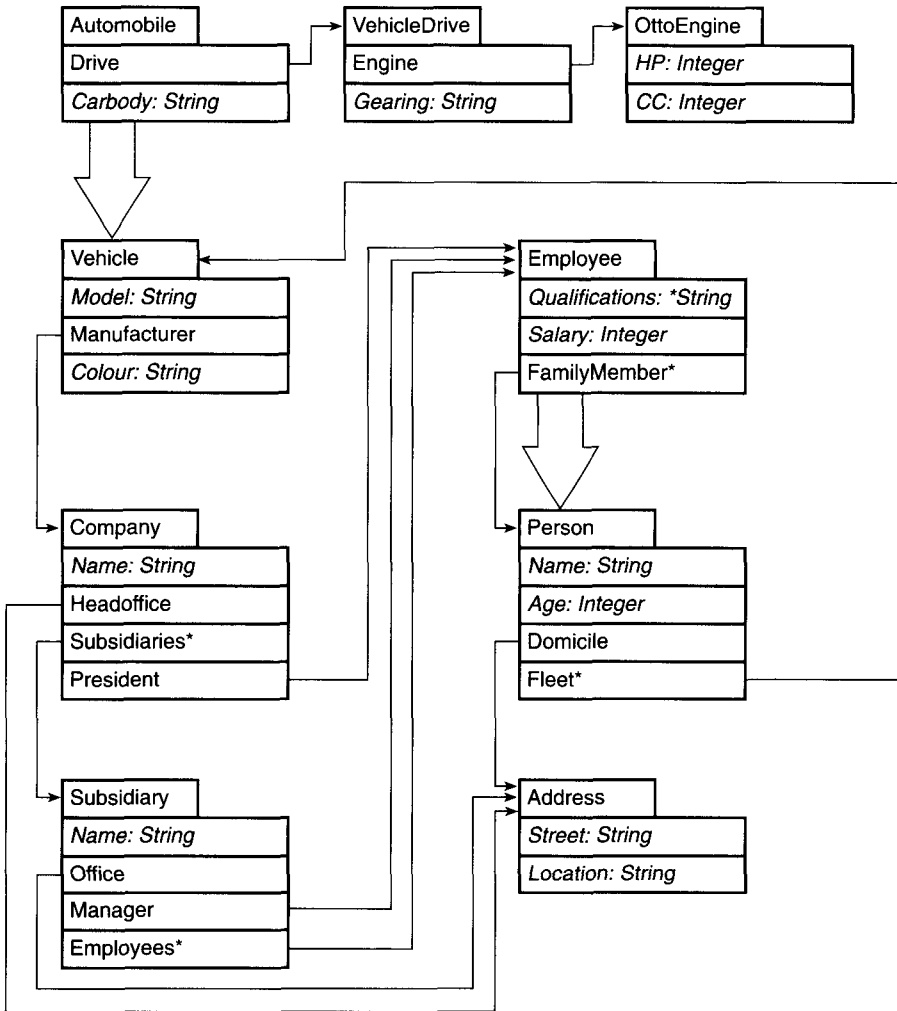 Automobile
Drive
Carbody: String
VehicleDrive
Engine
Gearing: String
OttoEngine
HP: Integer
CC: Integer
Vehicle
Model: String
Manufacturer
Colour: String
Employee
Qualifications: *String
Salary: Integer
FamilyMember*
Company
Name: String
Headoffice
Subsidiaries*
President
Person
Name: String
Age: Integer
Domicile
Fleet*
Subsidiary
Name: String
Office
Manager
Employees*
Address
Street: String
Location: String